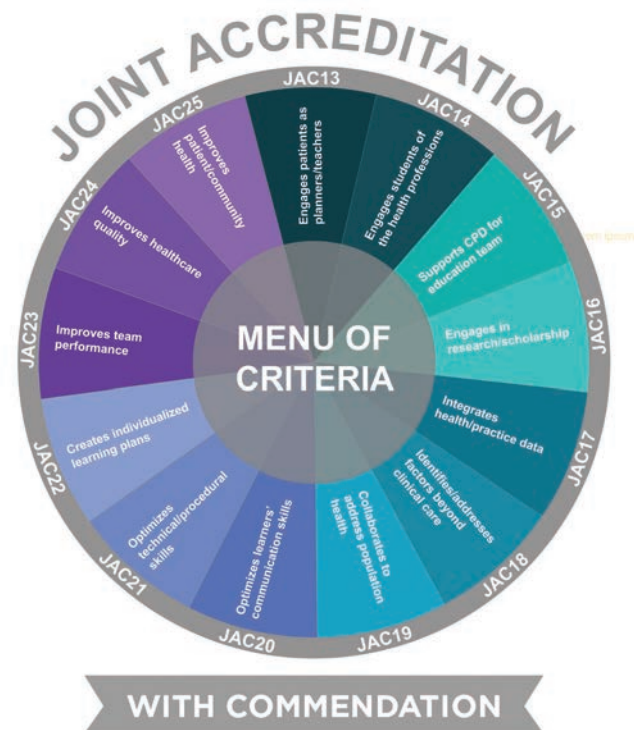 JOINT ACCREDITATION
JAC13
Engages patients as
planners/teachers
JAC14
Engages students of
the health professions
JAC15
Supports CPD for
education team
JAC16
Engages in
research/scholarship
JAC17
Integrates
health/practice data
JAC18
Identifies/addresses
factors beyond
clinical care
JAC19
Collaborates to
address population
health
JAC20
Optimizes learners'
communication skills
JAC21
Optimizes
technical/procedural
skills
JAC22
Creates individualized
learning plans
JAC23
Improves team
performance
JAC24
Improves healthcare
quality
JAC25
Improves
patient/community
health
MENU OF
CRITERIA
WITH COMMENDATION